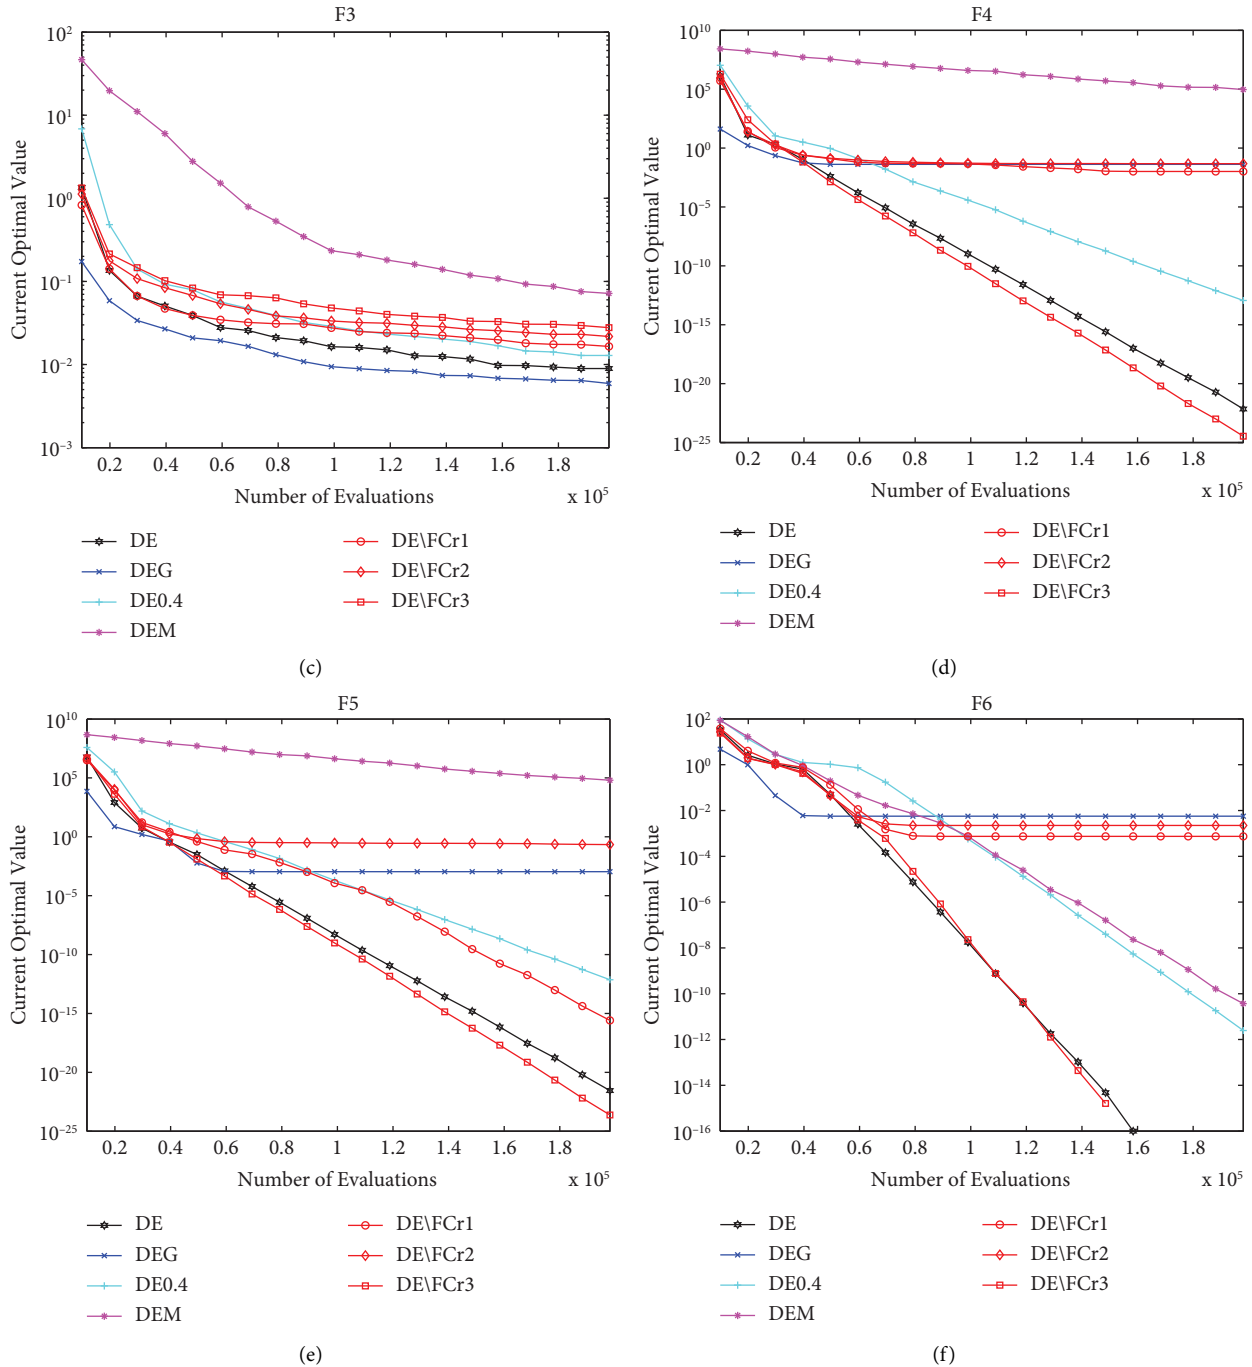 F3
10^2
10^1
10^0
10^-1
10^-2
10^-3
Current Optimal Value
0.2 0.4 0.6 0.8 1 1.2 1.4 1.6 1.8
Number of Evaluations
x 10^5
DE
DEG
DE0.4
DEM
DE\FCr1
DE\FCr2
DE\FCr3
(c)
F4
10^10
10^5
10^0
10^-5
10^-10
10^-15
10^-20
10^-25
Current Optimal Value
0.2 0.4 0.6 0.8 1 1.2 1.4 1.6 1.8
Number of Evaluations
x 10^5
DE
DEG
DE0.4
DEM
DE\FCr1
DE\FCr2
DE\FCr3
(d)
F5
10^10
10^5
10^0
10^-5
10^-10
10^-15
10^-20
10^-25
Current Optimal Value
0.2 0.4 0.6 0.8 1 1.2 1.4 1.6 1.8
Number of Evaluations
x 10^5
DE
DEG
DE0.4
DEM
DE\FCr1
DE\FCr2
DE\FCr3
(e)
F6
10^2
10^0
10^-2
10^-4
10^-6
10^-8
10^-10
10^-12
10^-14
10^-16
Current Optimal Value
0.2 0.4 0.6 0.8 1 1.2 1.4 1.6 1.8
Number of Evaluations
x 10^5
DE
DEG
DE0.4
DEM
DE\FCr1
DE\FCr2
DE\FCr3
(f)